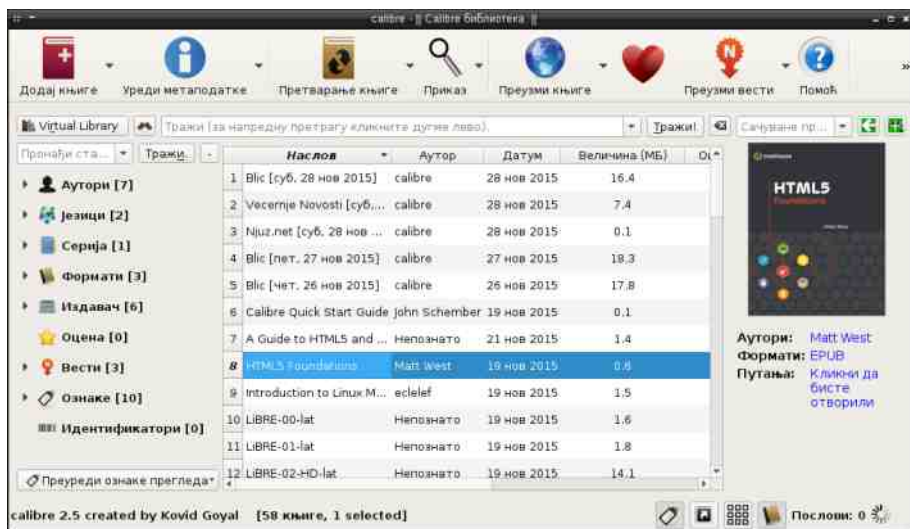 calibre - || Calibre библиотека ||
Додај књиге Уреди метаподатке Претварање књиге Приказ Преузми књиге Преузми вести Помоћ »
Virtual Library Тражи (за напредну претрагу кликните дугме лево). Тражи! Сачуване пр...
Пронађи ста... Тражи.
Аутори [7]
Језици [2]
Серија [1]
Формати [3]
Издавач [6]
Оцена [0]
Вести [3]
Ознаке [10]
Идентификатори [0]
Преуреди ознаке прегледа
Наслов Аутор Датум Величина (МБ)
1 Blic [суб, 28 нов 2015] calibre 28 нов 2015 16.4
2 Vecernje Novosti [суб,... calibre 28 нов 2015 7.4
3 Njuz.net [суб, 28 нов ... calibre 28 нов 2015 0.1
4 Blic [пет, 27 нов 2015] calibre 27 нов 2015 18.3
5 Blic [чет, 26 нов 2015] calibre 26 нов 2015 17.8
6 Calibre Quick Start Guide John Schember 19 нов 2015 0.1
7 A Guide to HTML5 and ... Непознато 21 нов 2015 1.4
8 HTML5 Foundations Matt West 19 нов 2015 0.6
9 Introduction to Linux M... eclelef 19 нов 2015 1.5
10 LiBRE-00-lat Непознато 19 нов 2015 1.6
11 LiBRE-01-lat Непознато 19 нов 2015 1.8
12 LiBRE-02-HD-lat Непознато 19 нов 2015 14.1
HTML5
Foundations
Аутори: Matt West
Формати: EPUB
Путања: Кликни да
бисте
отворили
calibre 2.5 created by Kovid Goyal [58 књиге, 1 selected] Послови: 0